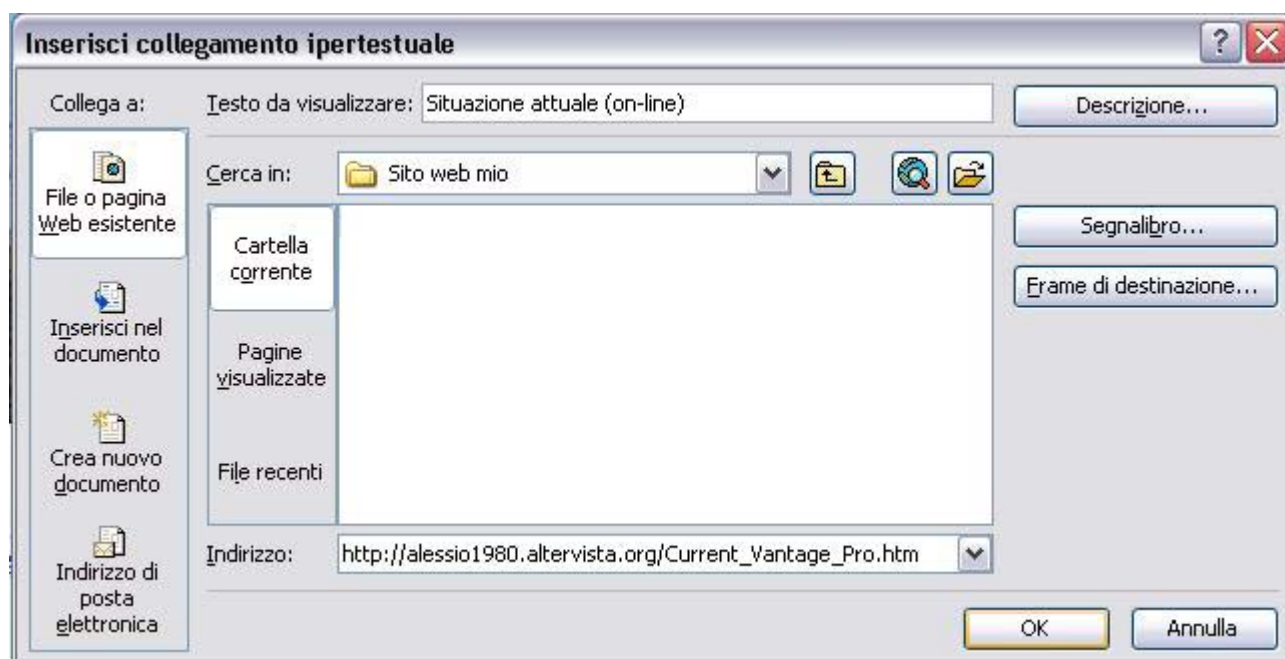 Inserisci collegamento ipertestuale
Collega a:
Testo da visualizzare:
Situazione attuale (on-line)
Descrizione...
File o pagina
Web esistente
Cerca in:
Sito web mio
Cartella
corrente
Segnalibro...
Frame di destinazione...
Inserisci nel
documento
Pagine
visualizzate
Crea nuovo
documento
File recenti
Indirizzo di
posta
elettronica
Indirizzo:
http://alessio1980.altervista.org/Current_Vantage_Pro.htm
OK
Annulla